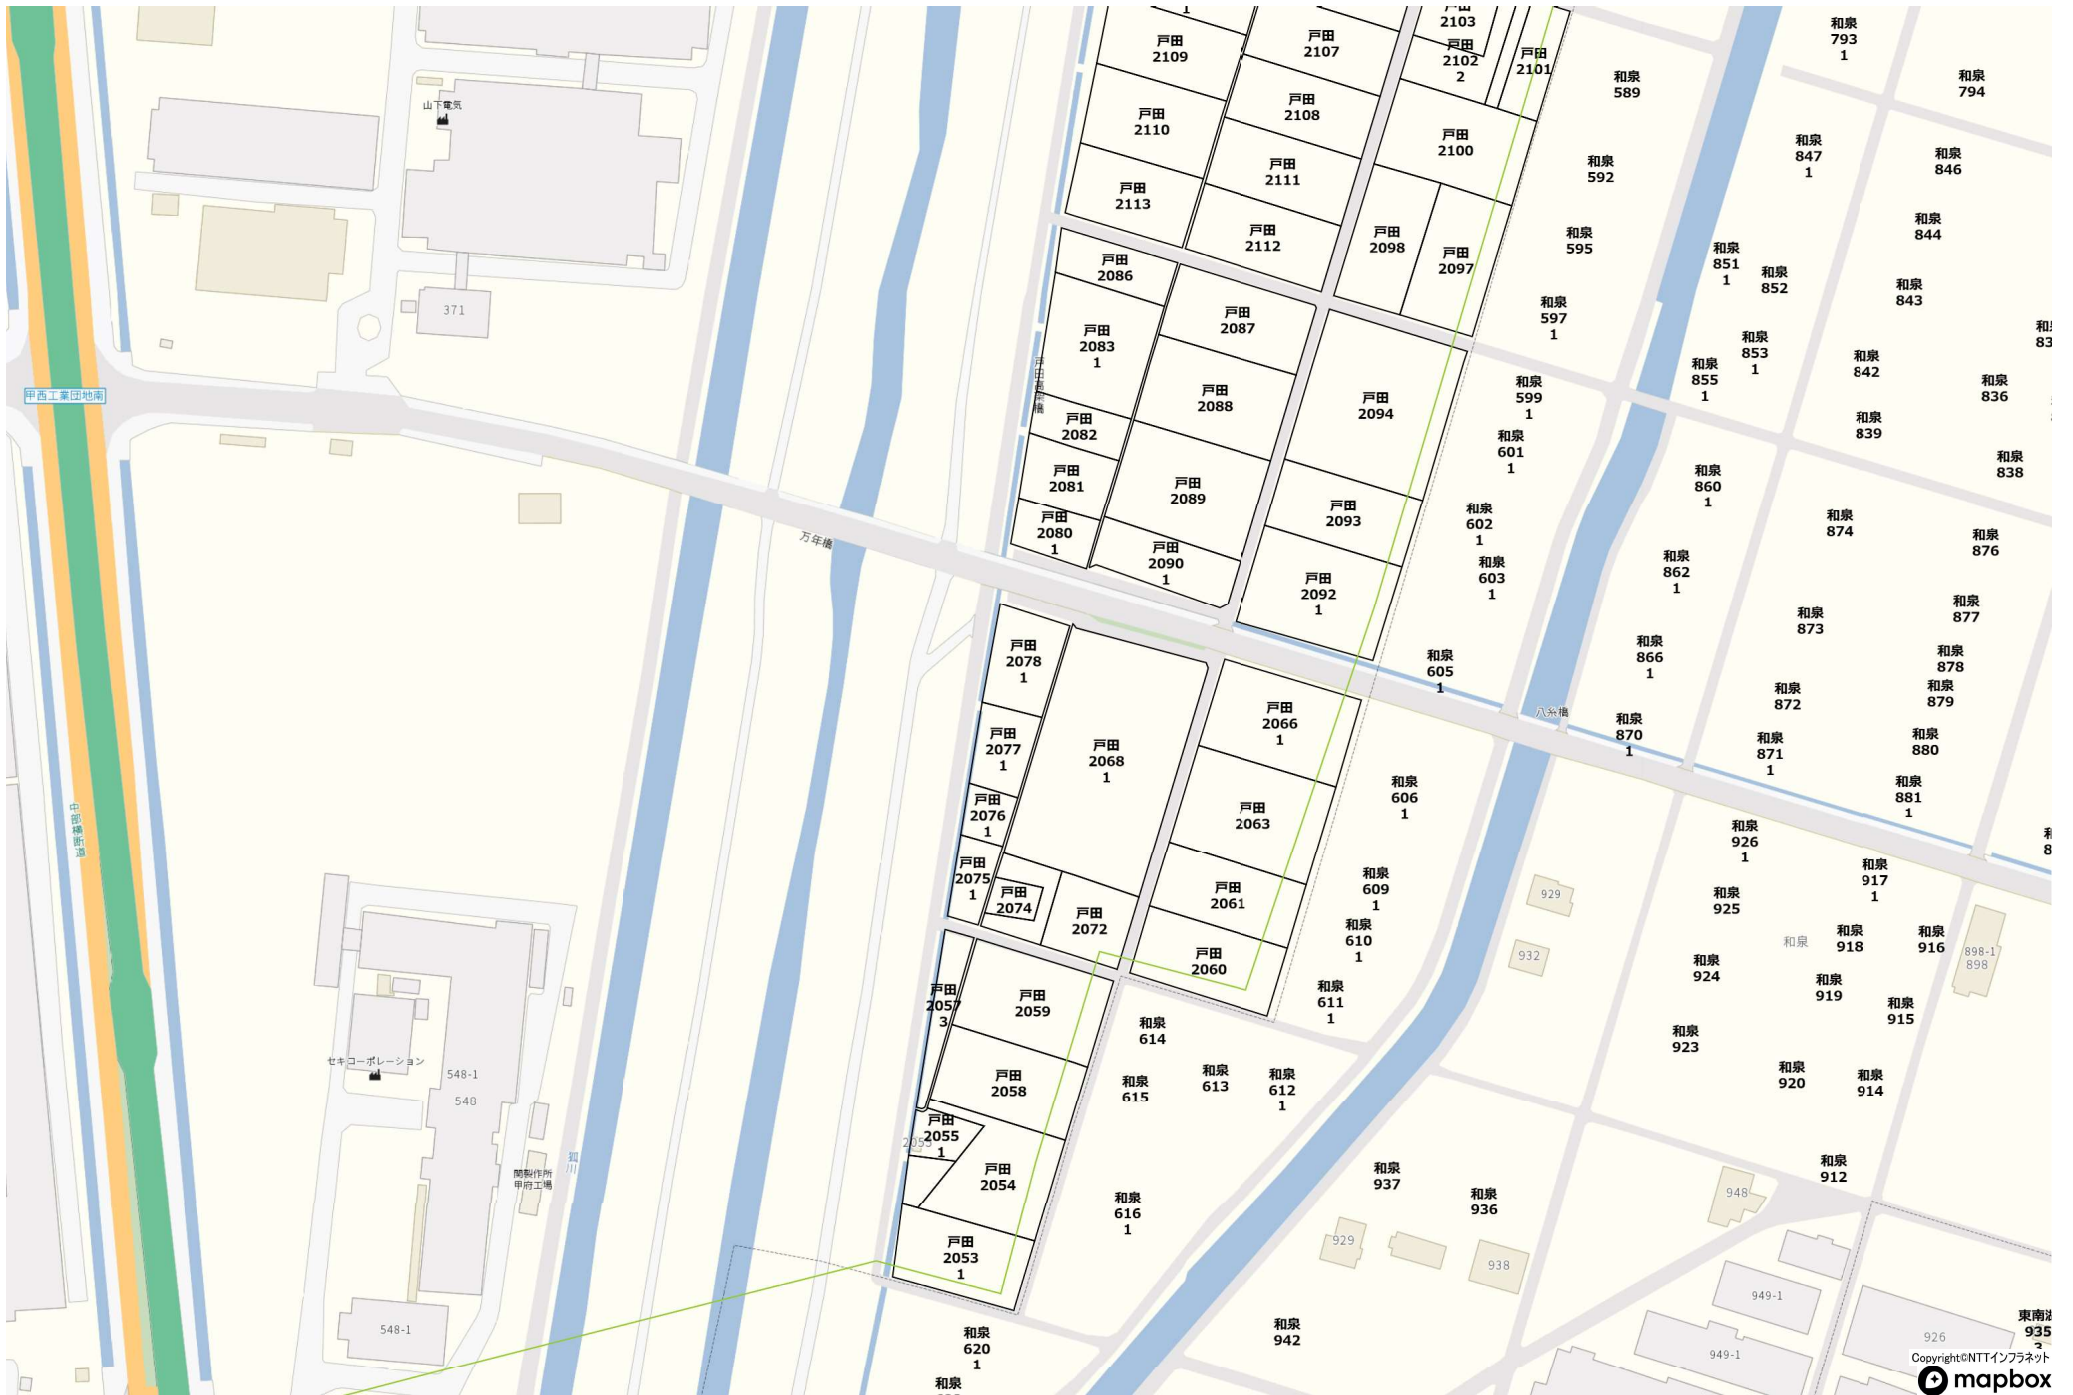 1
戸田
2103
戸田
2109
戸田
2107
戸田
2102
2
戸田
2101
和泉
793
1
和泉
589
和泉
794
山下電気
戸田
2110
戸田
2108
戸田
2100
和泉
847
1
和泉
846
和泉
592
戸田
2111
戸田
2113
戸田
2112
戸田
2098
戸田
2097
和泉
595
和泉
844
和泉
851
1
和泉
852
和泉
843
戸田
2086
371
戸田
2087
和泉
597
1
戸田
2083
1
和泉
853
1
和
83
和泉
842
和泉
855
1
戸田高架橋
甲西工業団地南
戸田
2088
戸田
2094
和泉
599
1
和泉
836
戸田
2082
和泉
601
1
和泉
839
和泉
838
戸田
2081
戸田
2089
和泉
860
1
戸田
2093
和泉
602
1
和泉
874
戸田
2080
1
万年橋
戸田
2090
1
和泉
876
戸田
2092
1
和泉
603
1
和泉
862
1
和泉
877
和泉
873
戸田
2078
1
和泉
605
1
和泉
866
1
和泉
878
和泉
879
和泉
872
八糸橋
戸田
2066
1
戸田
2077
1
戸田
2068
1
和泉
870
1
和泉
871
1
和泉
880
和泉
606
1
和泉
881
1
戸田
2076
1
戸田
2063
中部横断道
和泉
926
1
8
戸田
2075
1
戸田
2074
戸田
2061
和泉
609
1
929
和泉
925
和泉
917
1
戸田
2072
和泉
610
1
932
和泉
和泉
918
和泉
916
898-1
898
戸田
2060
和泉
924
戸田
2057
3
戸田
2059
和泉
611
1
和泉
919
和泉
915
和泉
614
和泉
923
セキコーポレーション
548-1
548
戸田
2058
和泉
615
和泉
613
和泉
612
1
和泉
920
和泉
914
戸田
2055
1
2055
狐川
関製作所
甲府工場
戸田
2054
和泉
937
和泉
912
和泉
936
948
和泉
616
1
戸田
2053
1
929
938
949-1
548-1
和泉
620
1
和泉
942
949-1
926
東南湖
935
3
和泉
Copyright©NTTインフラネット
mapbox